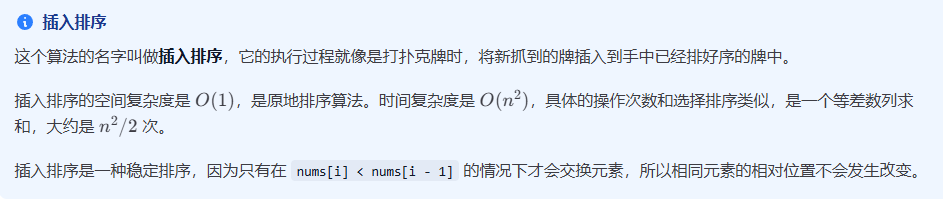 插入排序
这个算法的名字叫做插入排序，它的执行过程就像是打扑克牌时，将新抓到的牌插入到手中已经排好序的牌中。
插入排序的空间复杂度是 O(1)，是原地排序算法。时间复杂度是 O(n²)，具体的操作次数和选择排序类似，是一个等差数列求
和，大约是 n²/2 次。
插入排序是一种稳定排序，因为只有在 nums[i] < nums[i - 1] 的情况下才会交换元素，所以相同元素的相对位置不会发生改变。